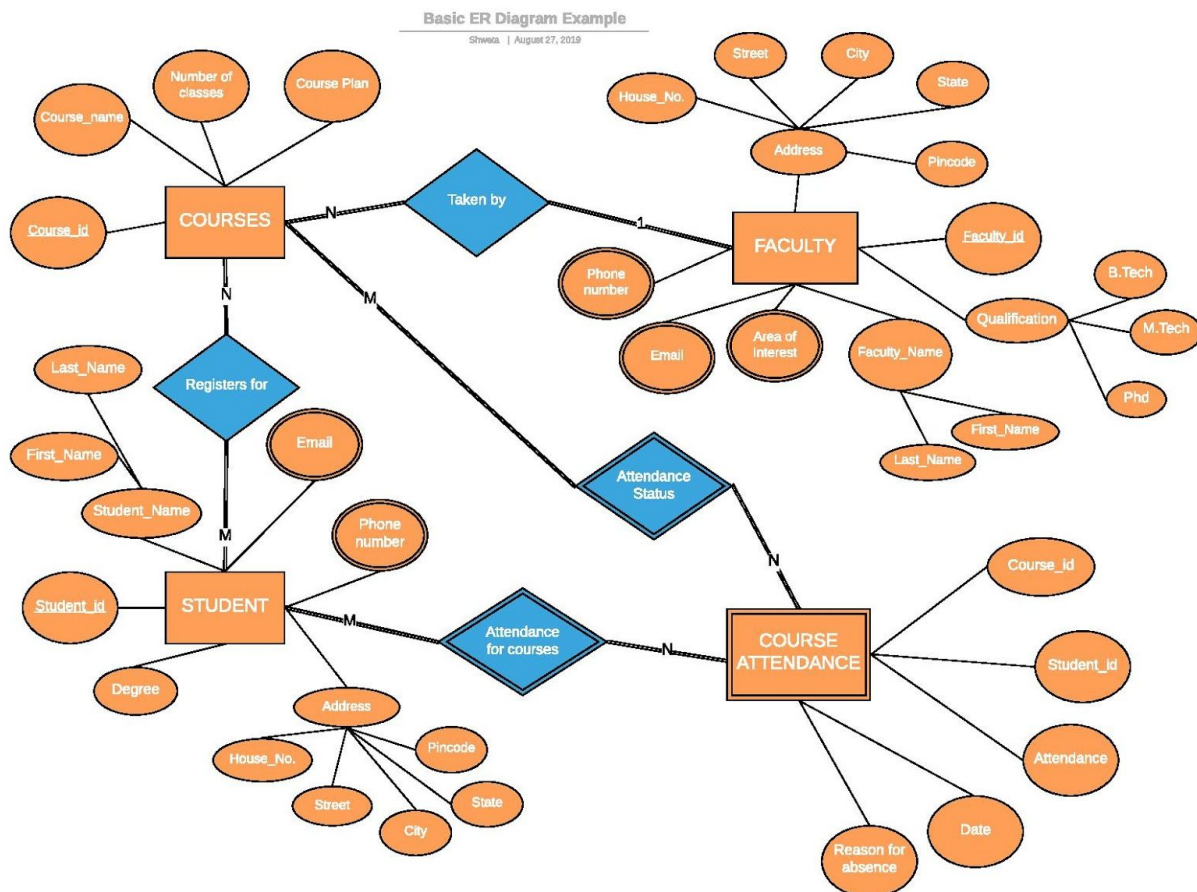 Basic ER Diagram Example
Shweta | August 27, 2019
Number of
classes
Course Plan
Course_name
COURSES
Course_id
N
Taken by
1
Street
City
State
House_No.
Address
Pincode
FACULTY
Faculty_id
Phone
number
Email
Area of
Interest
Faculty_Name
First_Name
Last_Name
Qualification
B.Tech
M.Tech
Phd
N
Registers for
M
M
Attendance
Status
N
Last_Name
First_Name
Student_Name
Email
Phone
number
STUDENT
Student_id
Degree
Address
House_No.
Street
City
State
Pincode
M
Attendance
for courses
N
COURSE
ATTENDANCE
Course_id
Student_id
Attendance
Date
Reason for
absence